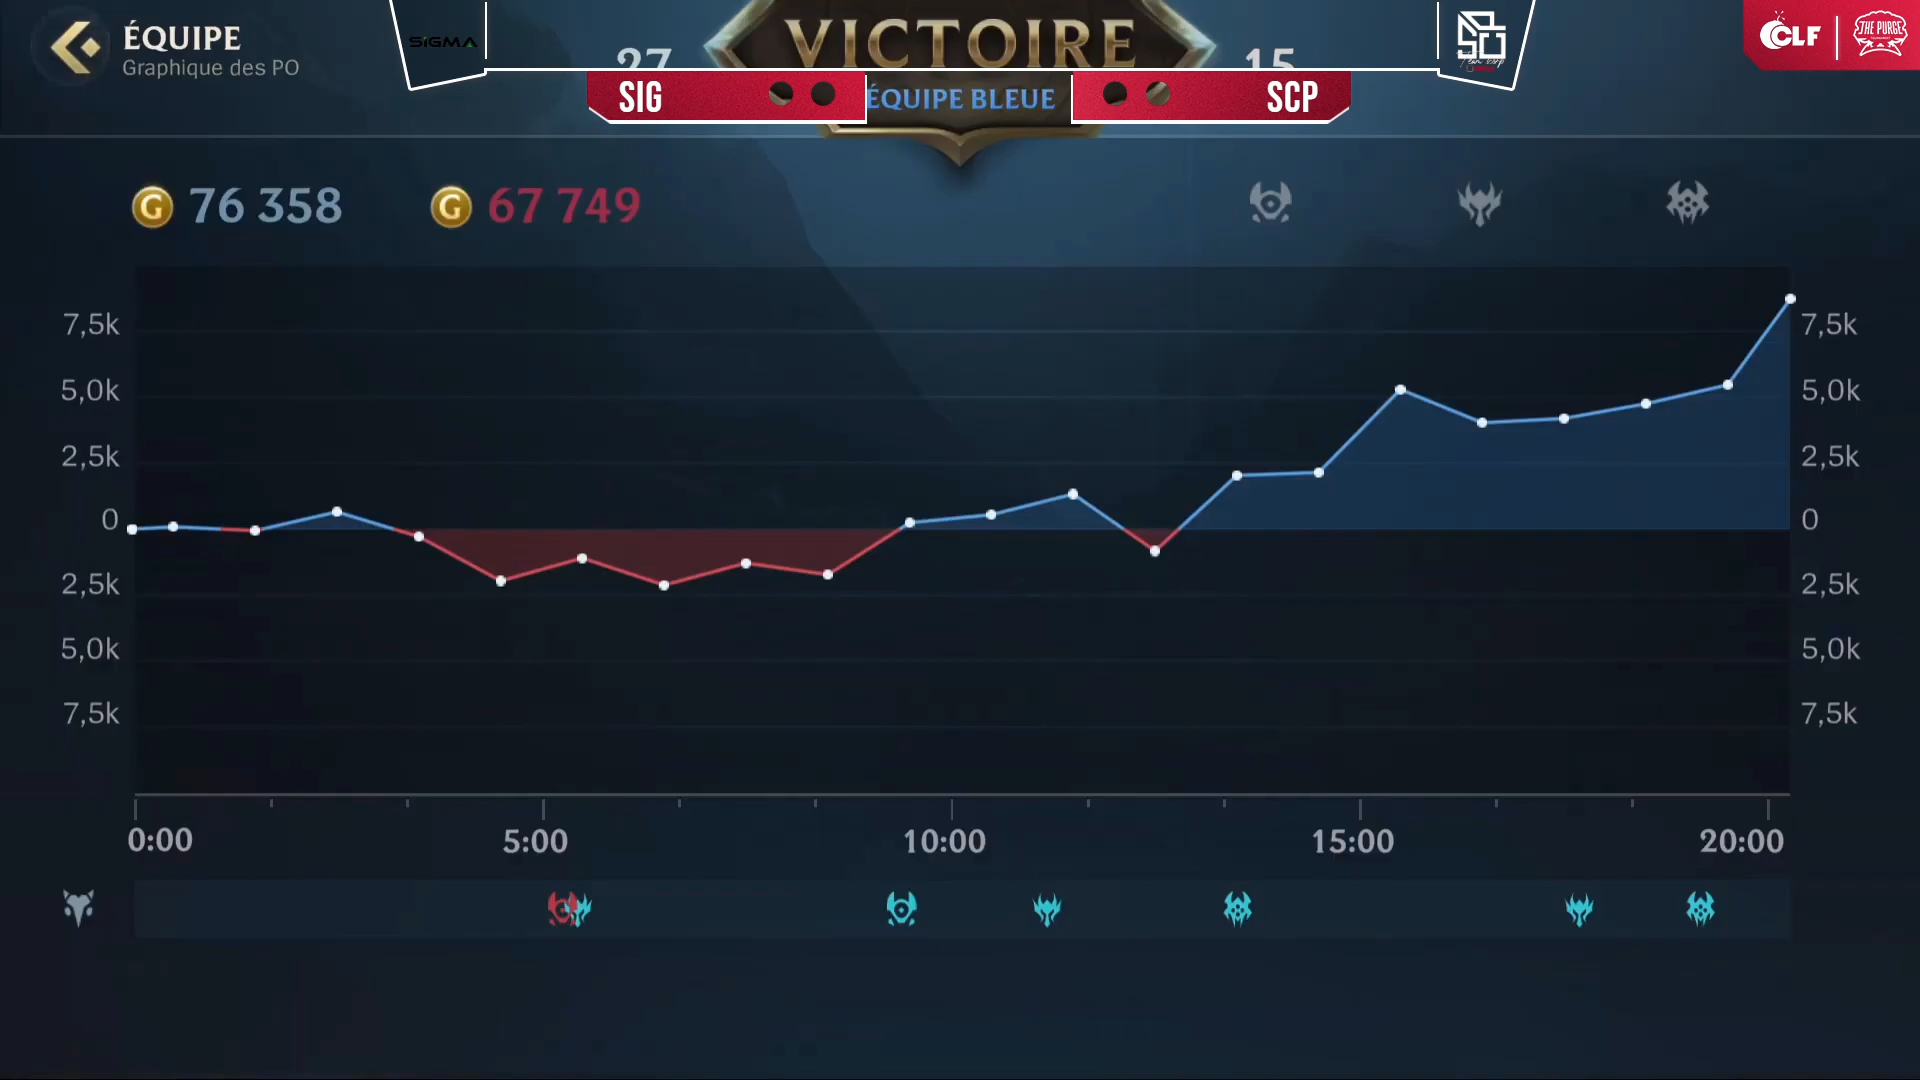 ÉQUIPE
Graphique des PO
SIGMA
27
VICTOIRE
15
CLF
THE PURGE
SIG
ÉQUIPE BLEUE
SCP
G 76 358
G 67 749
7,5k
7,5k
5,0k
5,0k
2,5k
2,5k
0
0
2,5k
2,5k
5,0k
5,0k
7,5k
7,5k
0:00
5:00
10:00
15:00
20:00